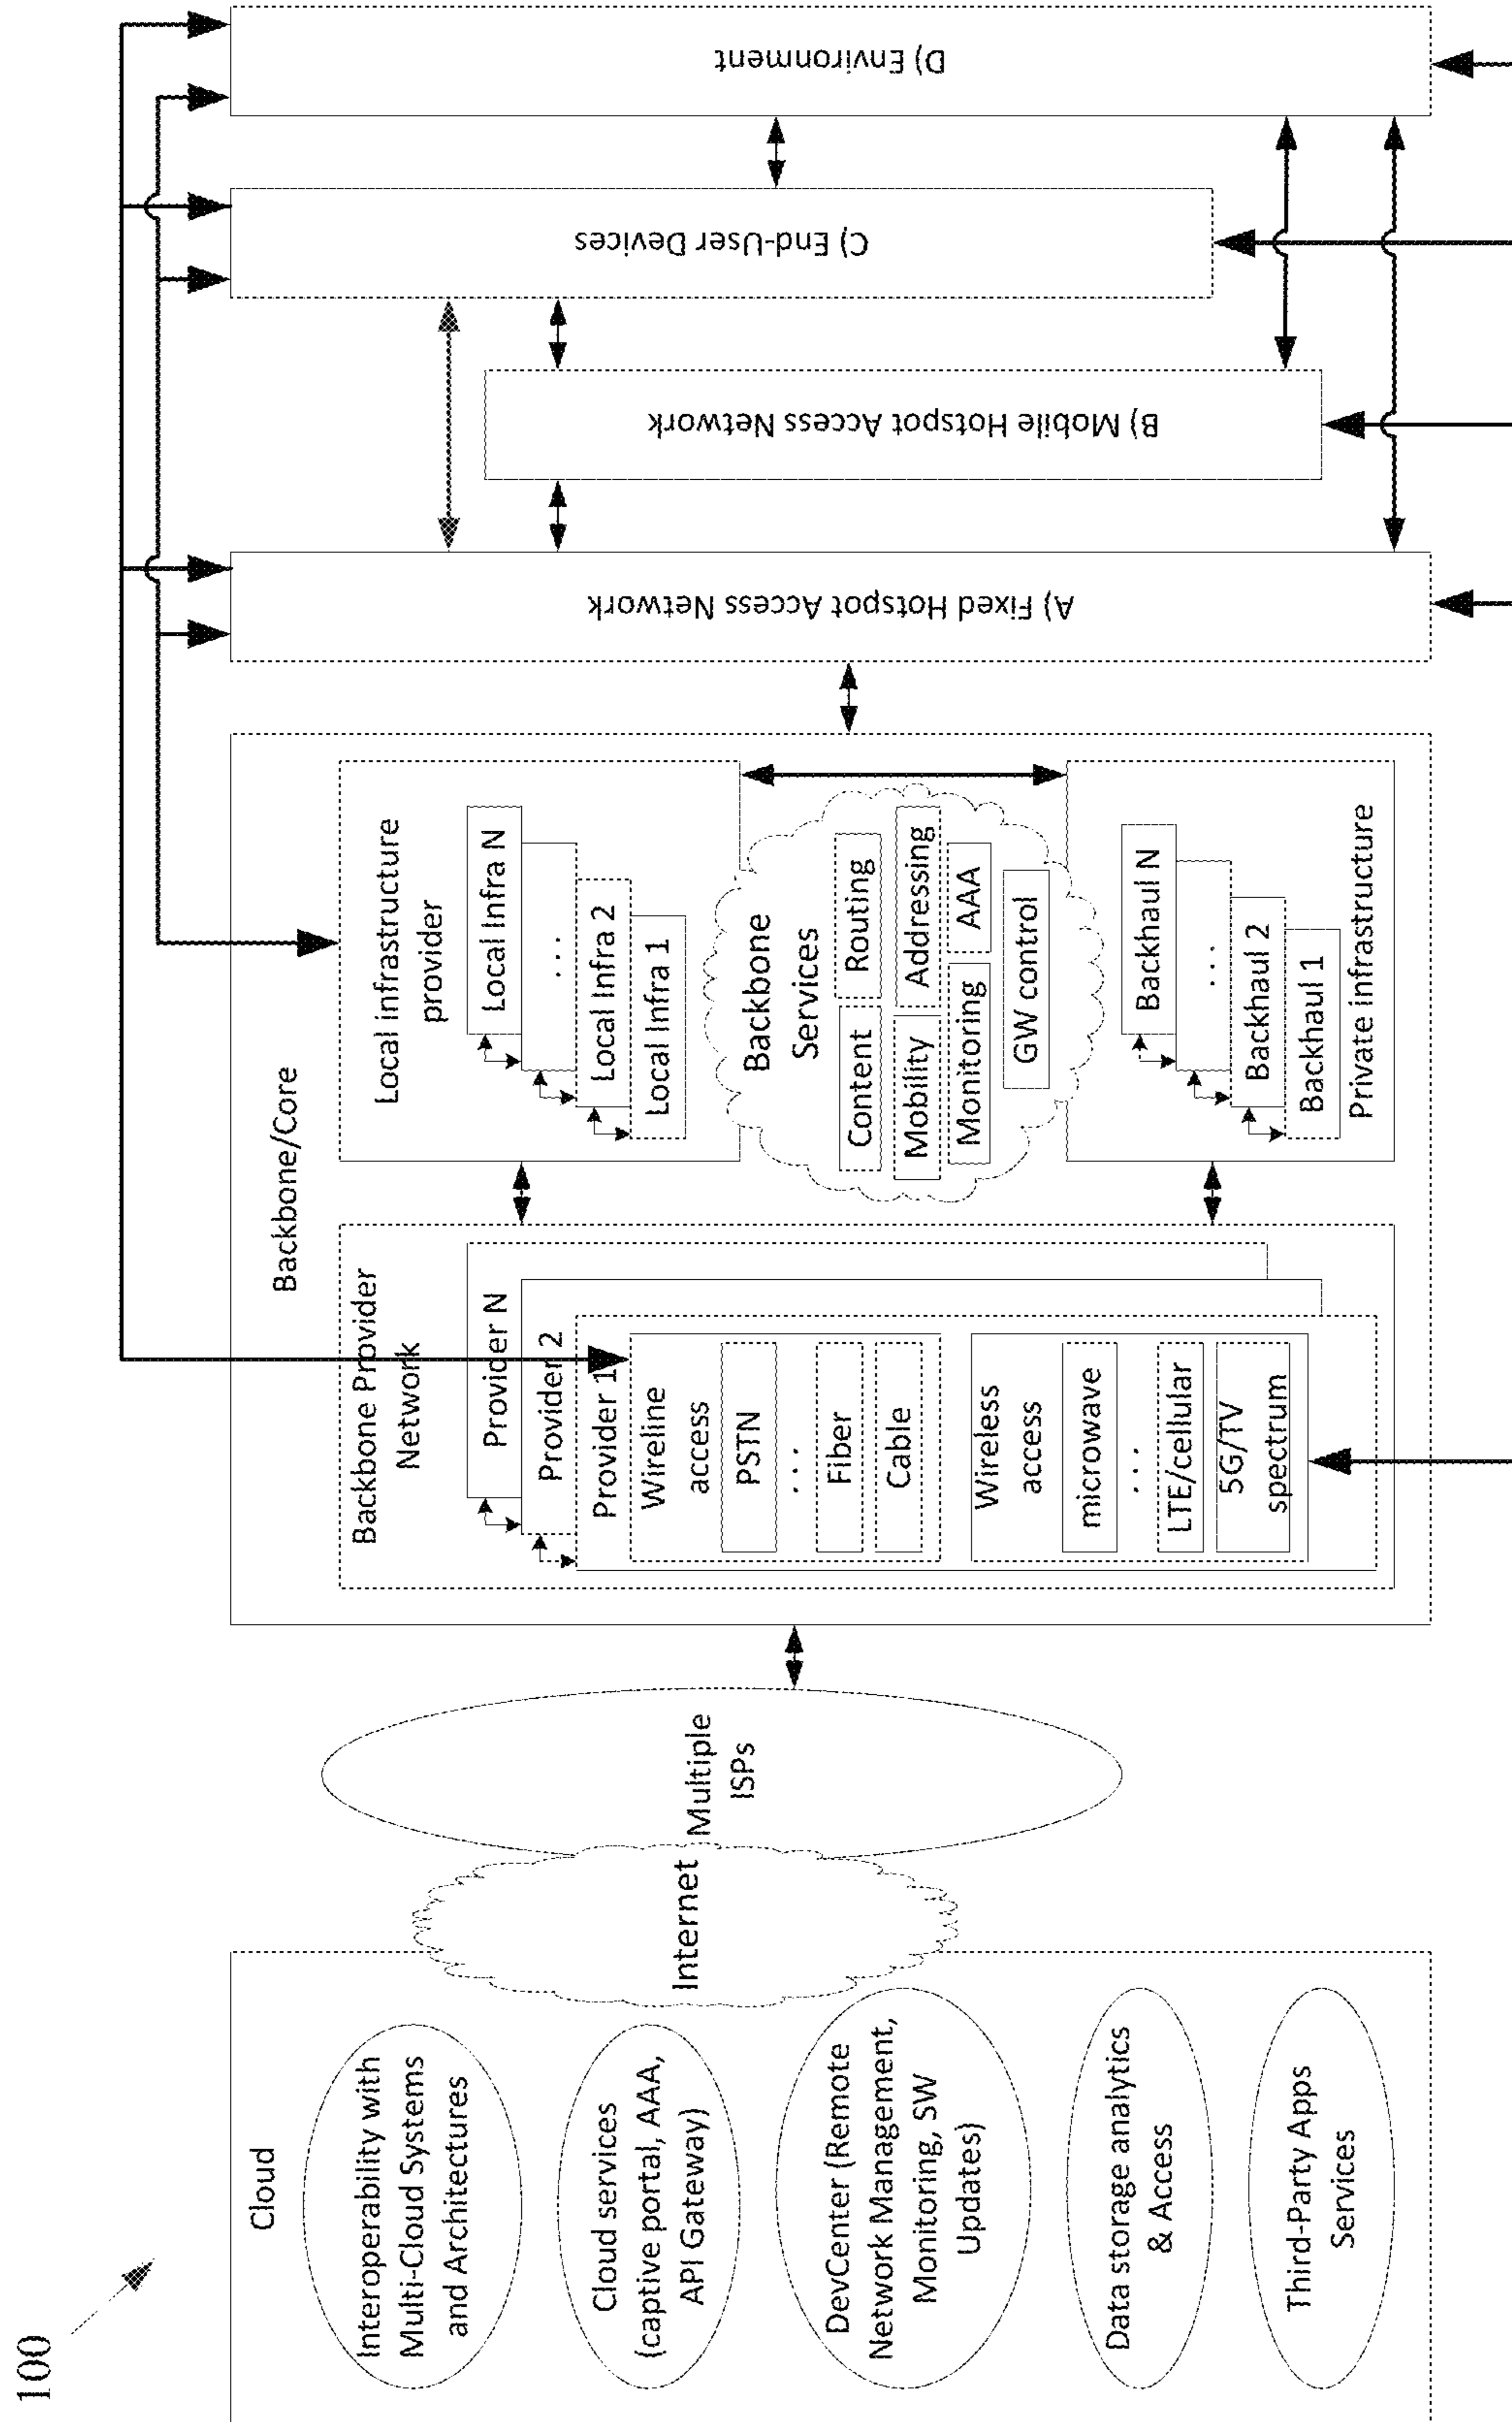 100
Cloud
Interoperability with
Multi-Cloud Systems
and Architectures
Cloud services
(captive portal, AAA,
API Gateway)
DevCenter (Remote
Network Management,
Monitoring, SW
Updates)
Data storage analytics
& Access
Third-Party Apps
Services
Internet
Multiple
ISPs
Backbone/Core
Backbone Provider
Network
Provider N
Provider 2
Provider 1
Wireline
access
PSTN
...
Fiber
Cable
Wireless
access
microwave
...
LTE/cellular
5G/TV
spectrum
Local infrastructure
provider
Local Infra N
...
Local Infra 2
Local Infra 1
Backbone
Services
Content
Routing
Mobility
Addressing
Monitoring
AAA
GW control
Backhaul N
...
Backhaul 2
Backhaul 1
Private infrastructure
A) Fixed Hotspot Access Network
B) Mobile Hotspot Access Network
C) End-User Devices
D) Environment